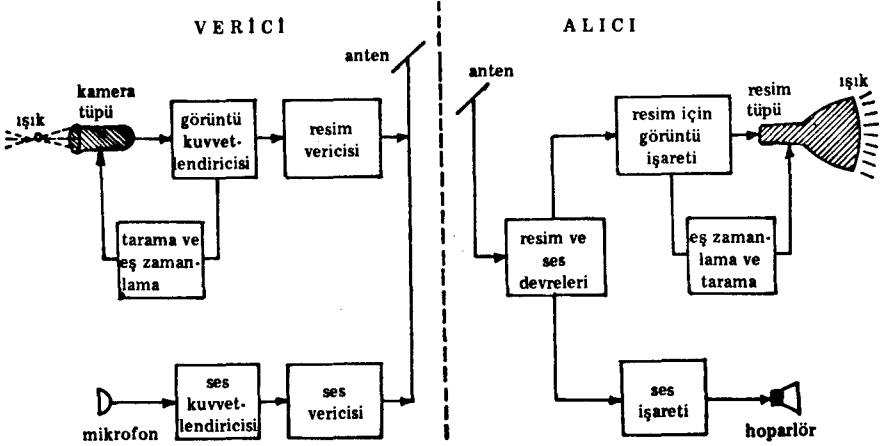 VERİCİ
anten
ışık
kamera
tüpü
görüntü
kuvvet-
lendiricisi
resim
vericisi
tarama ve
eş zaman-
lama
mikrofon
ses
kuvvet-
lendiricisi
ses
vericisi
ALICI
anten
resim ve
ses
devreleri
resim için
görüntü
işareti
resim
tüpü
ışık
eş zaman-
lama ve
tarama
ses
işareti
hoparlör